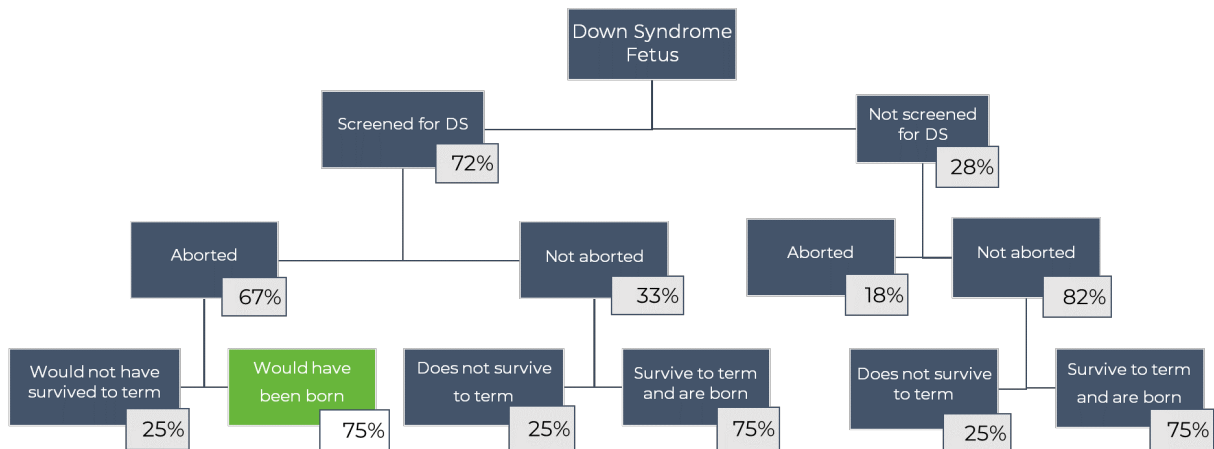 Down Syndrome
Fetus
Screened for DS
72%
Not screened
for DS
28%
Aborted
67%
Not aborted
33%
Aborted
18%
Not aborted
82%
Would not have
survived to term
25%
Would have
been born
75%
Does not survive
to term
25%
Survive to term
and are born
75%
Does not survive
to term
25%
Survive to term
and are born
75%